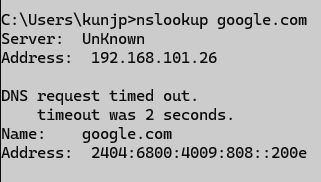 C:\Users\kunjp>nslookup google.com
Server:  UnKnown
Address:  192.168.101.26

DNS request timed out.
    timeout was 2 seconds.
Name:    google.com
Address:  2404:6800:4009:808::200e